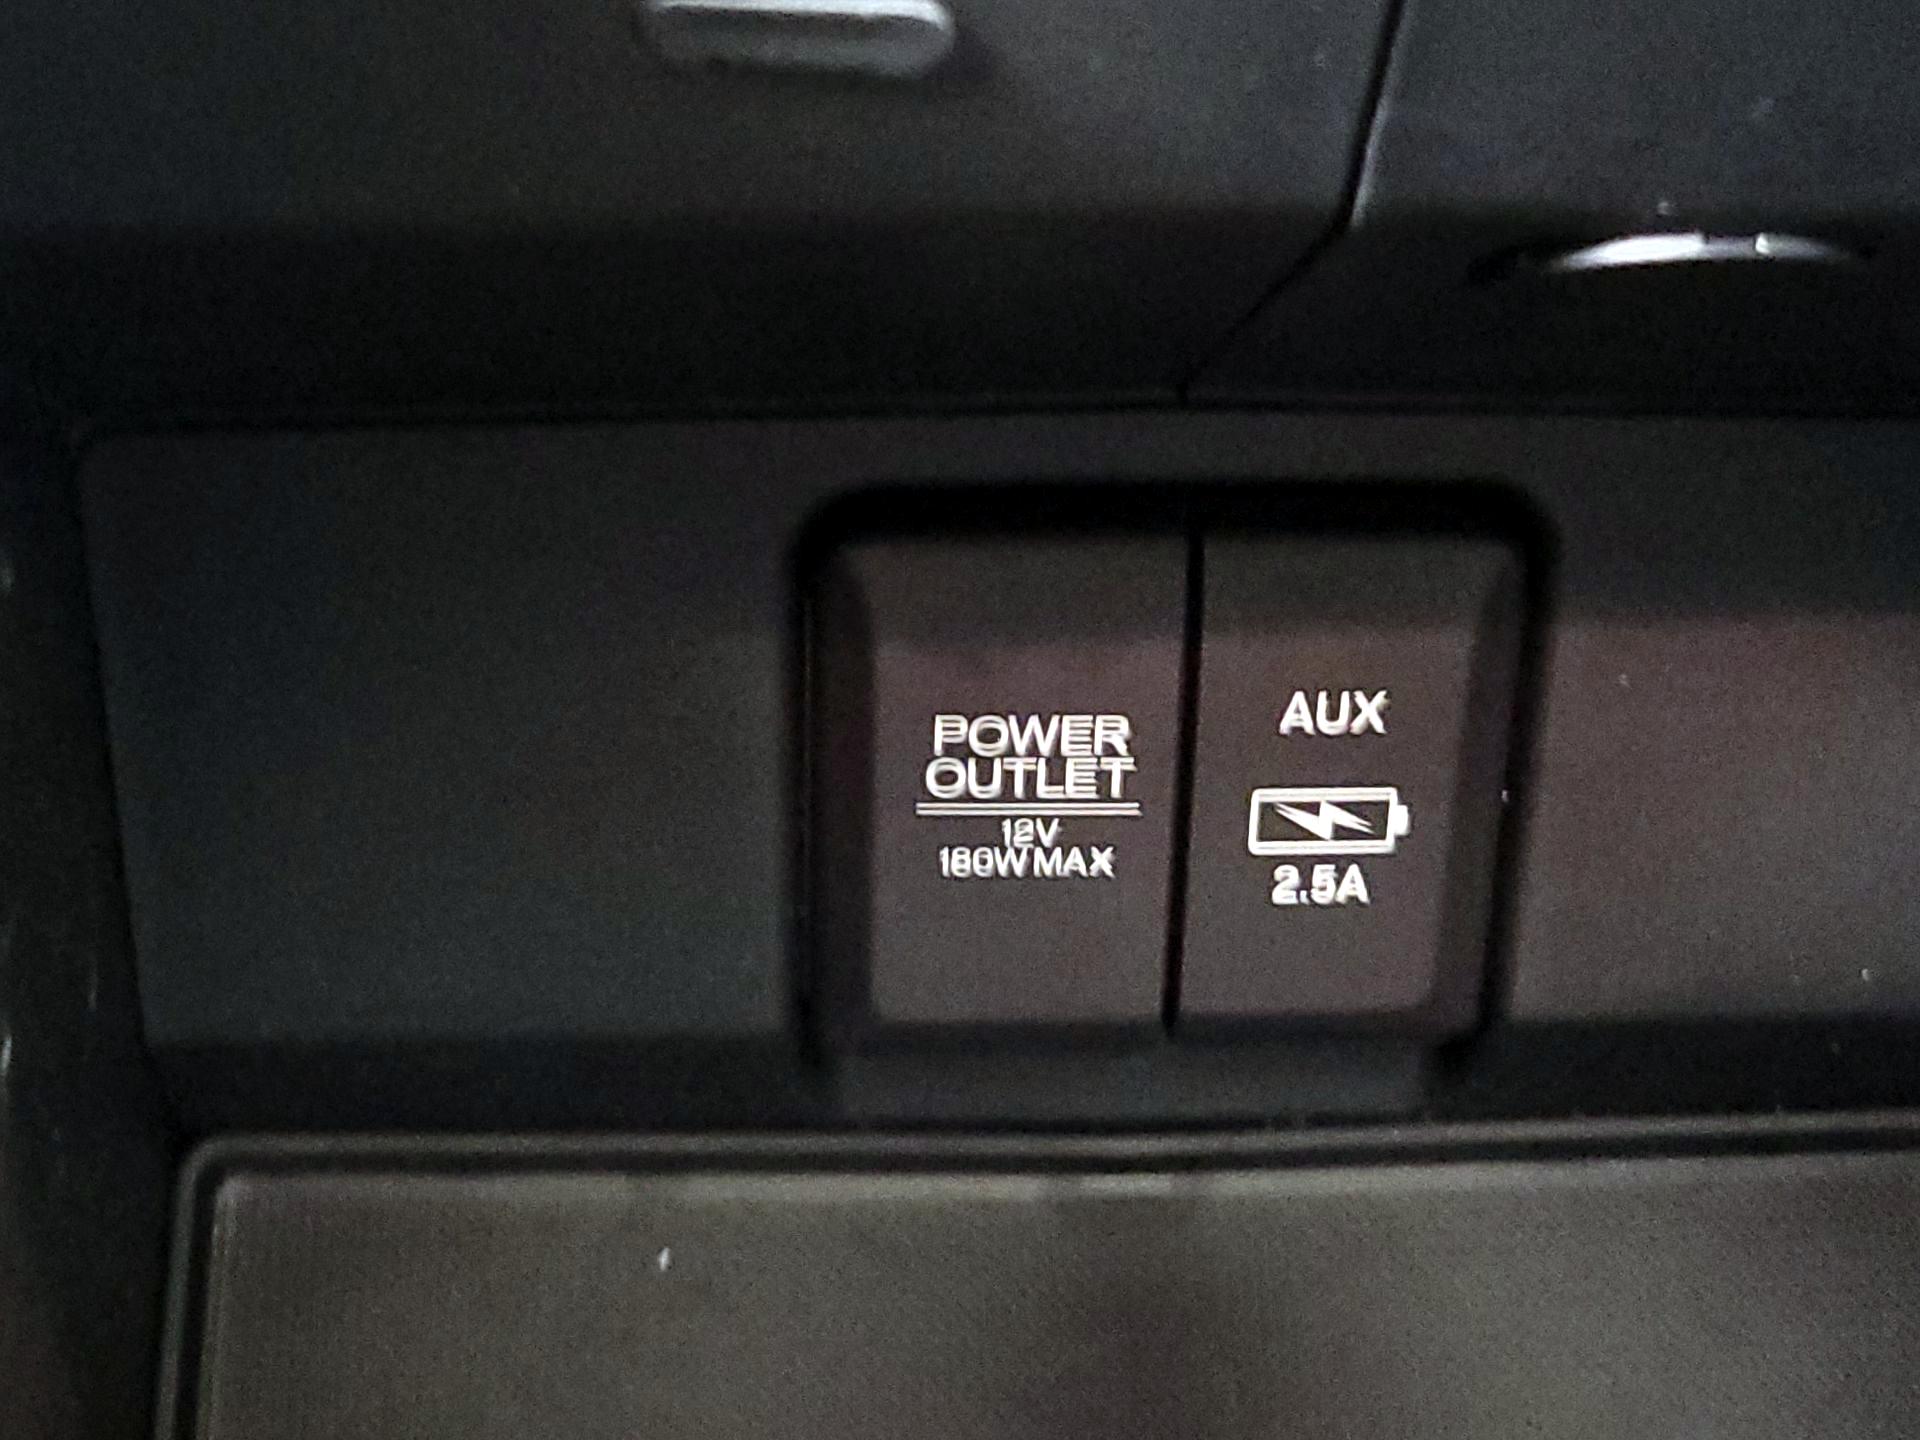 POWER
OUTLET
12V
180W MAX
AUX
2.5A